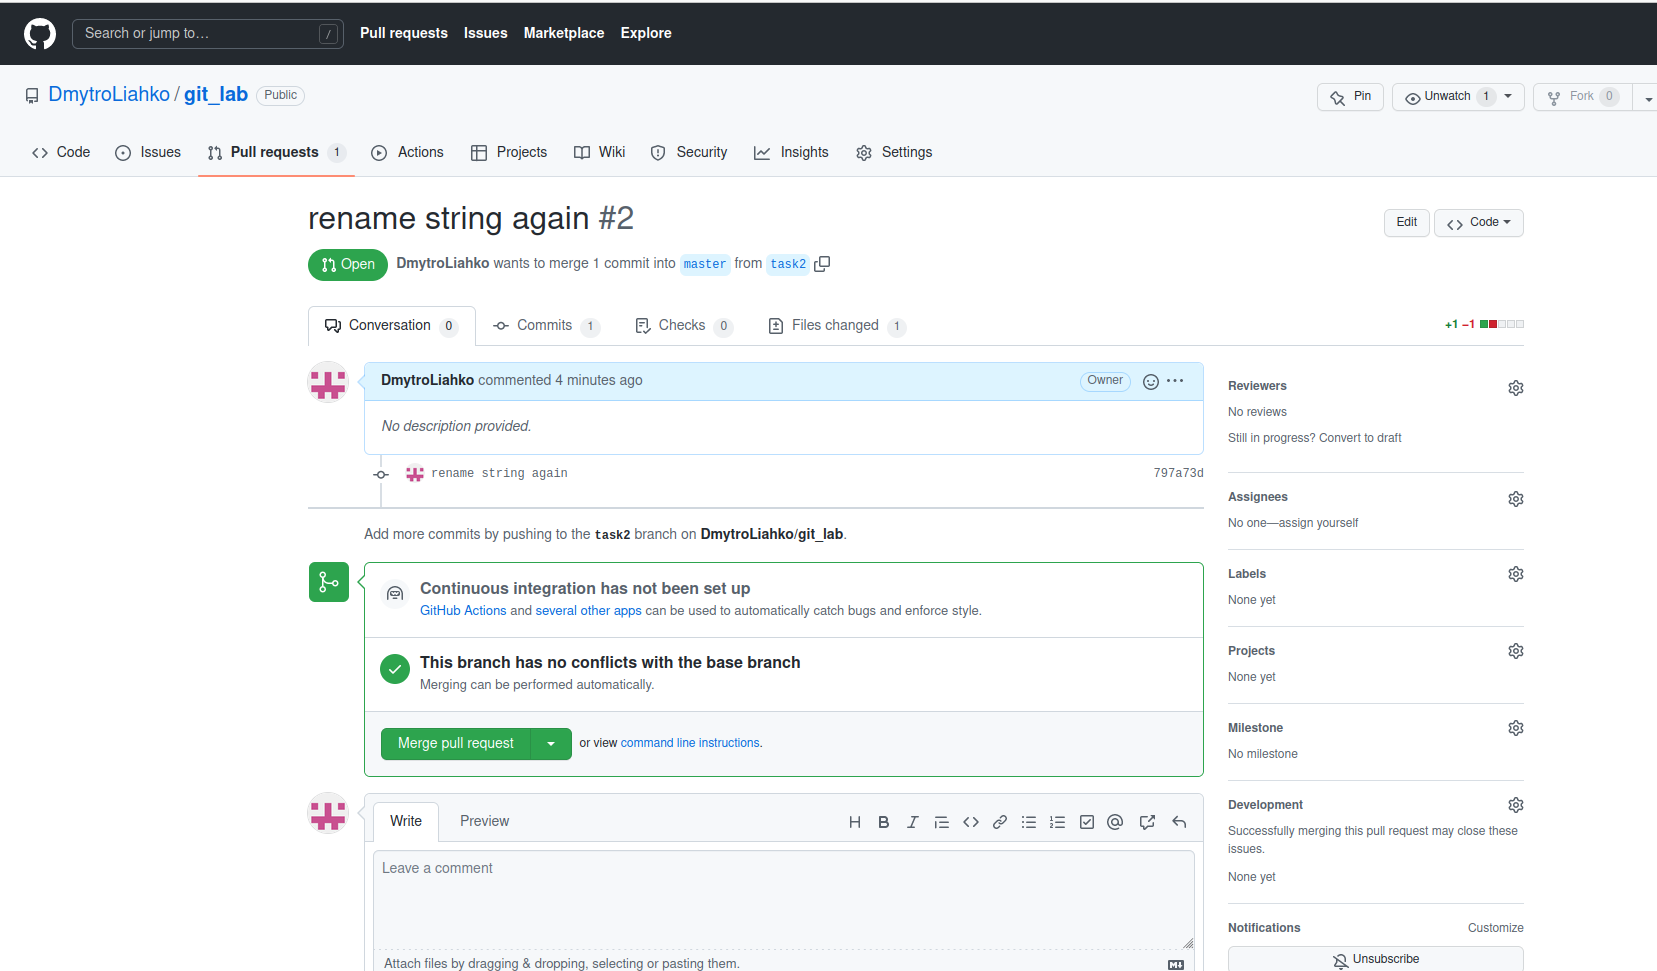 Search or jump to… /
Pull requests Issues Marketplace Explore
DmytroLiahko / git_lab Public
Pin Unwatch 1 Fork 0
Code Issues Pull requests 1 Actions Projects Wiki Security Insights Settings
rename string again #2
Edit Code
Open DmytroLiahko wants to merge 1 commit into master from task2
Conversation 0 Commits 1 Checks 0 Files changed 1
+1 −1
DmytroLiahko commented 4 minutes ago
Owner
No description provided.
rename string again 797a73d
Add more commits by pushing to the task2 branch on DmytroLiahko/git_lab.
Continuous integration has not been set up
GitHub Actions and several other apps can be used to automatically catch bugs and enforce style.
This branch has no conflicts with the base branch
Merging can be performed automatically.
Merge pull request or view command line instructions.
Write Preview
Leave a comment
Attach files by dragging & dropping, selecting or pasting them.
Reviewers
No reviews
Still in progress? Convert to draft
Assignees
No one—assign yourself
Labels
None yet
Projects
None yet
Milestone
No milestone
Development
Successfully merging this pull request may close these
issues.
None yet
Notifications Customize
Unsubscribe